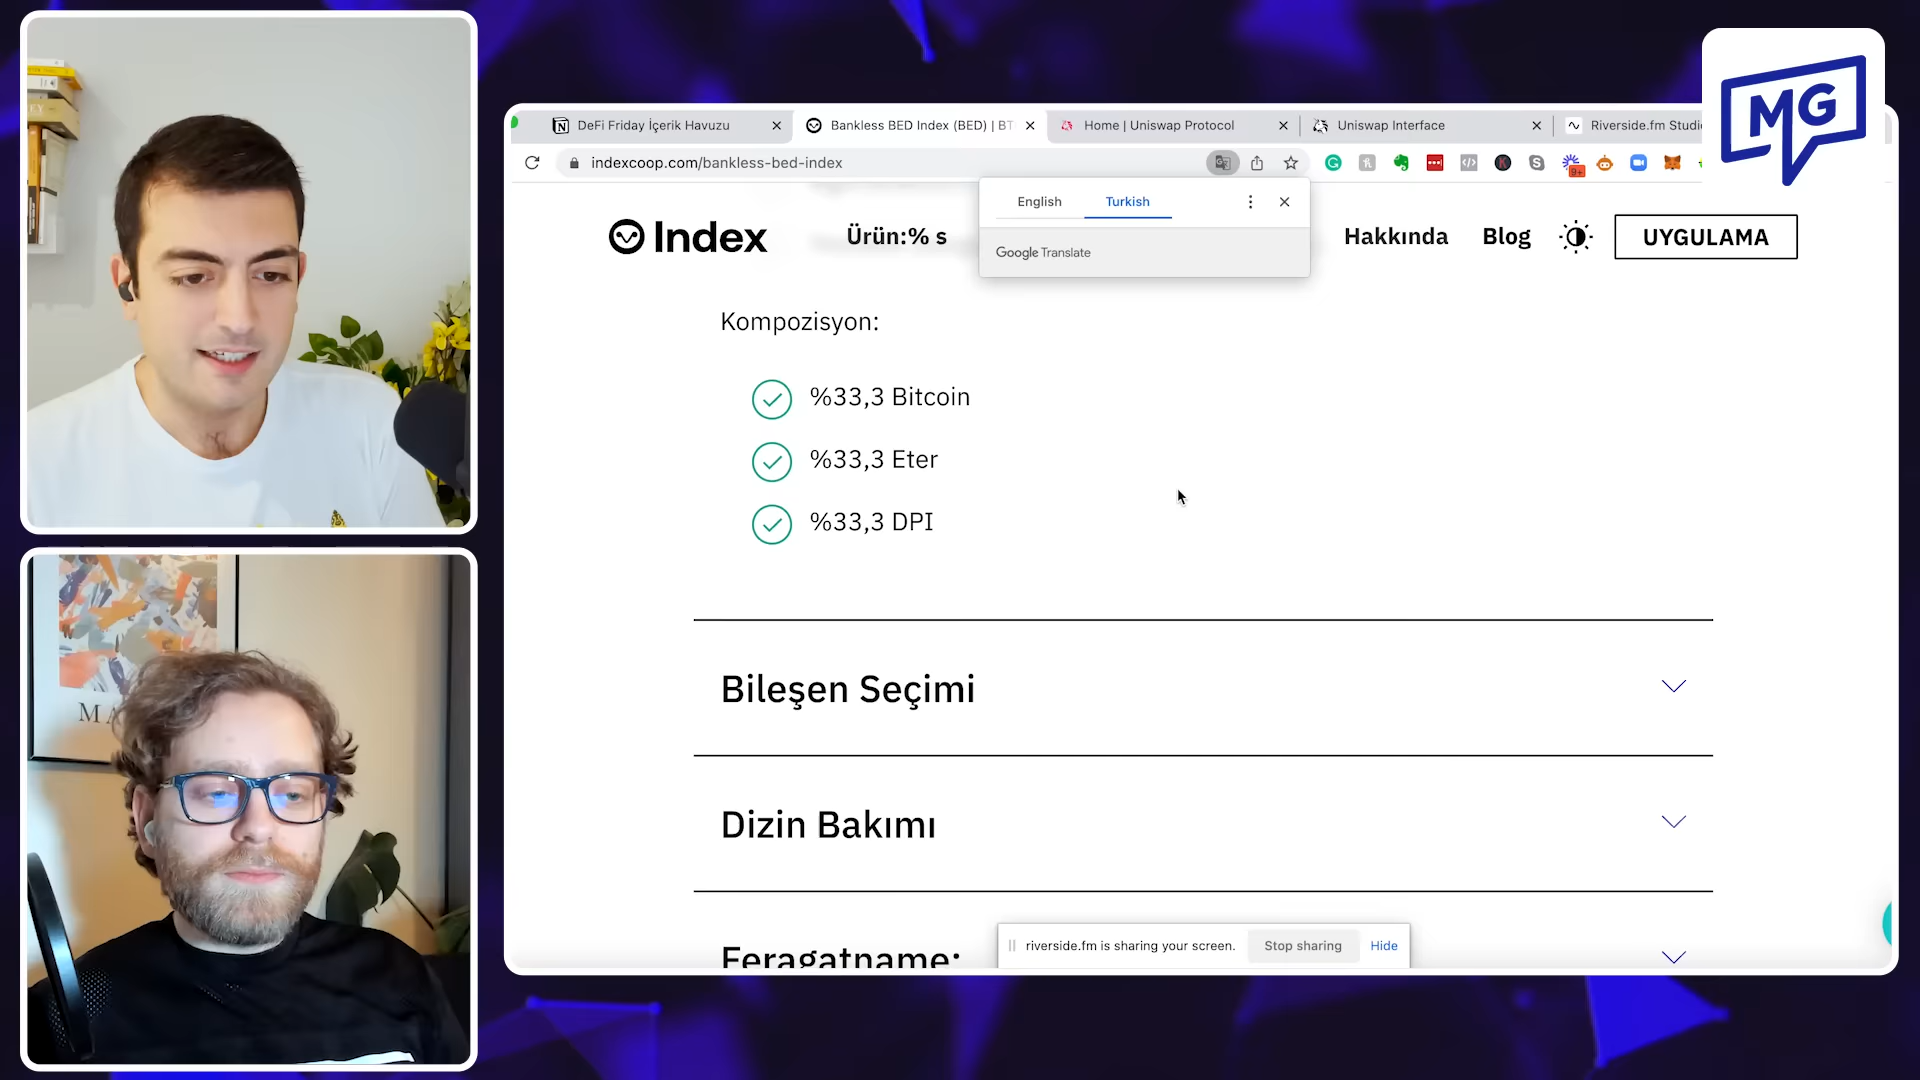 DeFi Friday İçerik Havuzu
Bankless BED Index (BED) | BT
Home | Uniswap Protocol
Uniswap Interface
Riverside.fm Studi
indexcoop.com/bankless-bed-index
9+
MG
English
Turkish
Google Translate
Index
Ürün:% s
Hakkında
Blog
UYGULAMA
Kompozisyon:
%33,3 Bitcoin
%33,3 Eter
%33,3 DPI
Bileşen Seçimi
Dizin Bakımı
Feragatname:
riverside.fm is sharing your screen.
Stop sharing
Hide